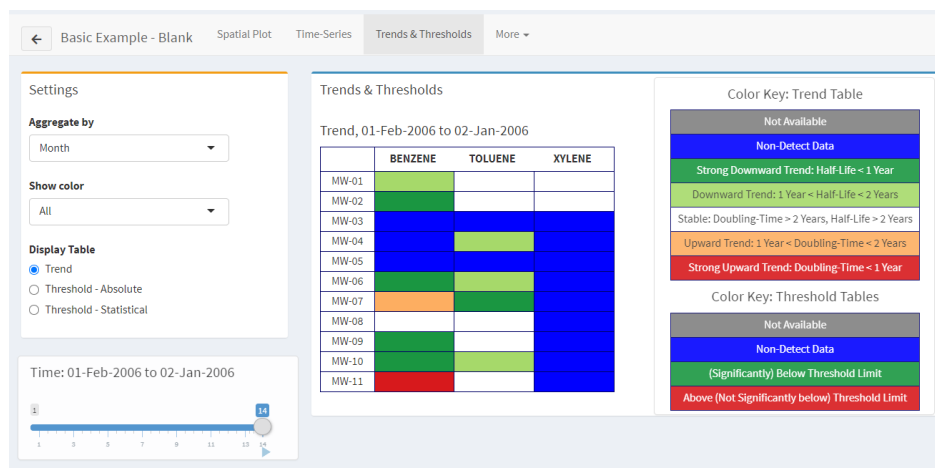 Basic Example - Blank Spatial Plot Time-Series Trends & Thresholds More
Settings
Aggregate by
Month
Show color
All
Display Table
Trend
Threshold - Absolute
Threshold - Statistical
Time: 01-Feb-2006 to 02-Jan-2006
1 14
1 3 5 7 9 11 13 14
Trends & Thresholds
Trend, 01-Feb-2006 to 02-Jan-2006
BENZENE TOLUENE XYLENE
MW-01
MW-02
MW-03
MW-04
MW-05
MW-06
MW-07
MW-08
MW-09
MW-10
MW-11
Color Key: Trend Table
Not Available
Non-Detect Data
Strong Downward Trend: Half-Life < 1 Year
Downward Trend: 1 Year < Half-Life < 2 Years
Stable: Doubling-Time > 2 Years, Half-Life > 2 Years
Upward Trend: 1 Year < Doubling-Time < 2 Years
Strong Upward Trend: Doubling-Time < 1 Year
Color Key: Threshold Tables
Not Available
Non-Detect Data
(Significantly) Below Threshold Limit
Above (Not Significantly below) Threshold Limit